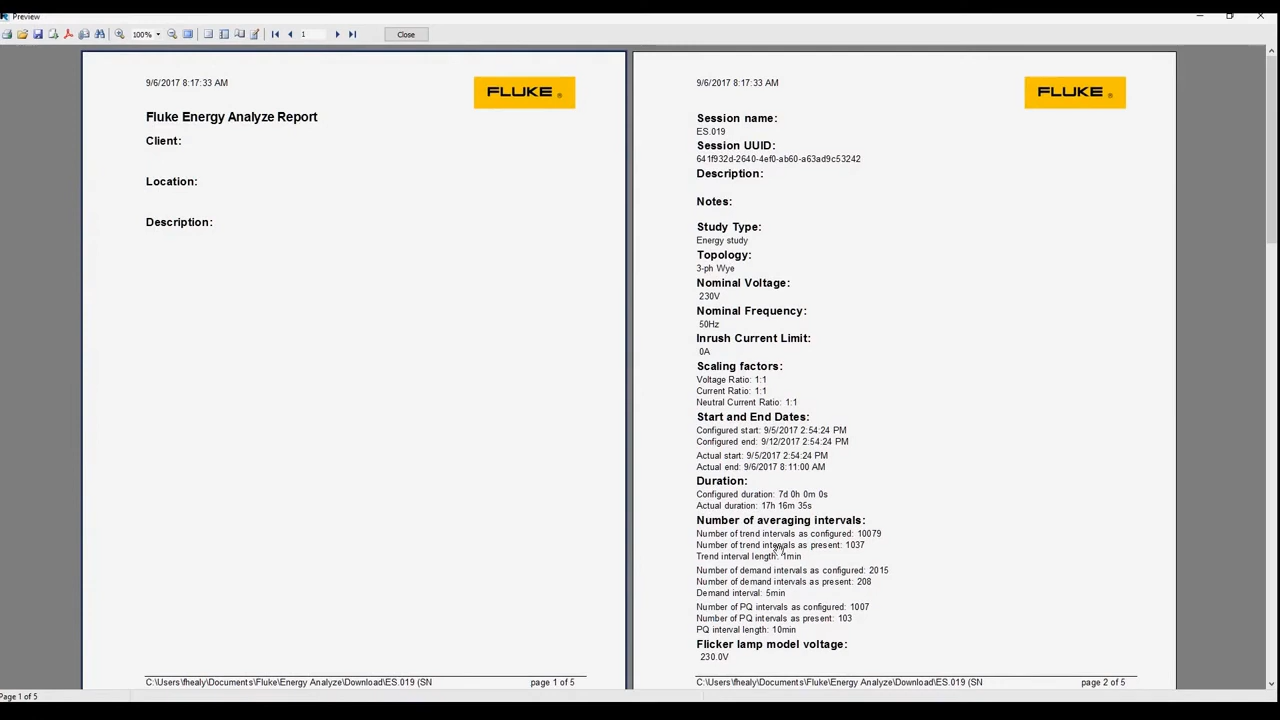 Preview
100%
1
Close
9/6/2017 8:17:33 AM
FLUKE
Fluke Energy Analyze Report
Client:
Location:
Description:
C:\Users\fhealy\Documents\Fluke\Energy Analyze\Download\ES.019 (SN
page 1 of 5
9/6/2017 8:17:33 AM
FLUKE
Session name:
ES.019
Session UUID:
641f932d-2640-4ef0-ab60-a63ad9c53242
Description:
Notes:
Study Type:
Energy study
Topology:
3-ph Wye
Nominal Voltage:
230V
Nominal Frequency:
50Hz
Inrush Current Limit:
0A
Scaling factors:
Voltage Ratio: 1:1
Current Ratio: 1:1
Neutral Current Ratio: 1:1
Start and End Dates:
Configured start: 9/5/2017 2:54:24 PM
Configured end: 9/12/2017 2:54:24 PM
Actual start: 9/5/2017 2:54:24 PM
Actual end: 9/6/2017 8:11:00 AM
Duration:
Configured duration: 7d 0h 0m 0s
Actual duration: 17h 16m 35s
Number of averaging intervals:
Number of trend intervals as configured: 10079
Number of trend intervals as present: 1037
Trend interval length: 1min
Number of demand intervals as configured: 2015
Number of demand intervals as present: 208
Demand interval: 5min
Number of PQ intervals as configured: 1007
Number of PQ intervals as present: 103
PQ interval length: 10min
Flicker lamp model voltage:
230.0V
C:\Users\fhealy\Documents\Fluke\Energy Analyze\Download\ES.019 (SN
page 2 of 5
Page 1 of 5